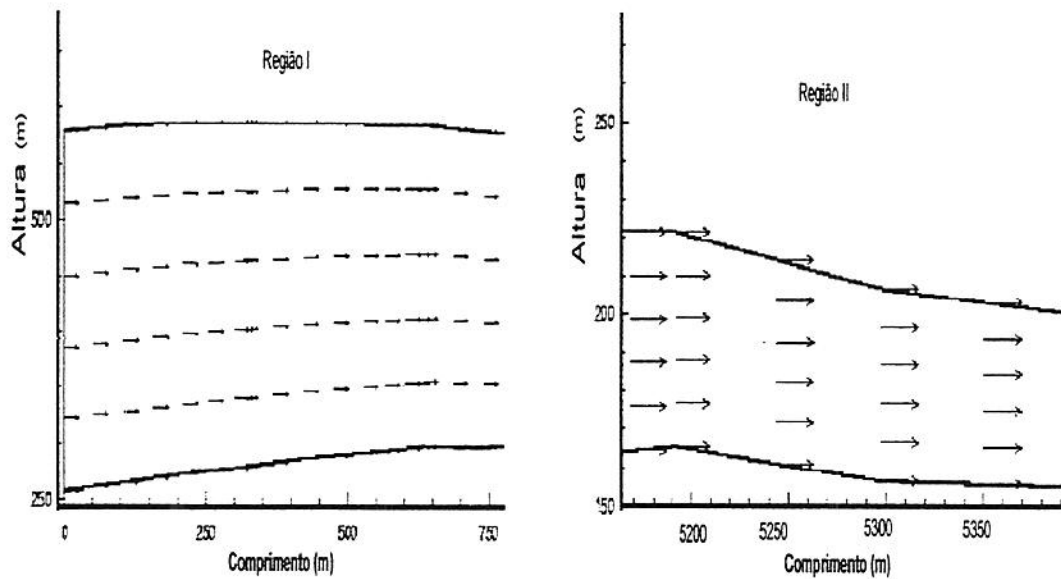 Região I
Altura (m)
500
250
0
250
500
750
Comprimento (m)
Região II
Altura (m)
250
200
150
5200
5250
5300
5350
Comprimento (m)